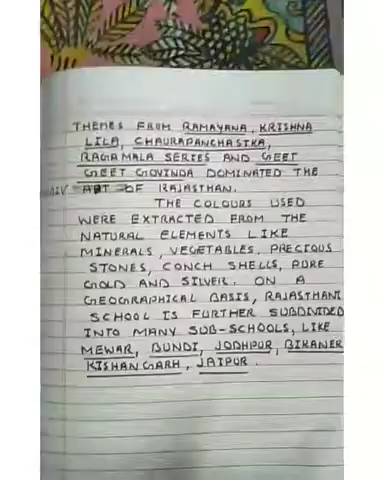 THEMES FROM RAMAYANA, KRISHNA
LILA, CHAURAPANCHASIKA,
RAGAMALA SERIES AND GEET
GEET GOVINDA DOMINATED THE
ART OF RAJASTHAN.
THE COLOURS USED
WERE EXTRACTED FROM THE
NATURAL ELEMENTS LIKE
MINERALS, VEGETABLES, PRECIOUS
STONES, CONCH SHELLS, PURE
GOLD AND SILVER. ON A
GEOGRAPHICAL BASIS, RAJASTHANI
SCHOOL IS FURTHER SUBDIVIDED
INTO MANY SUB-SCHOOLS, LIKE
MEWAR, BUNDI, JODHPUR, BIKANER
KISHANGARH, JAIPUR.